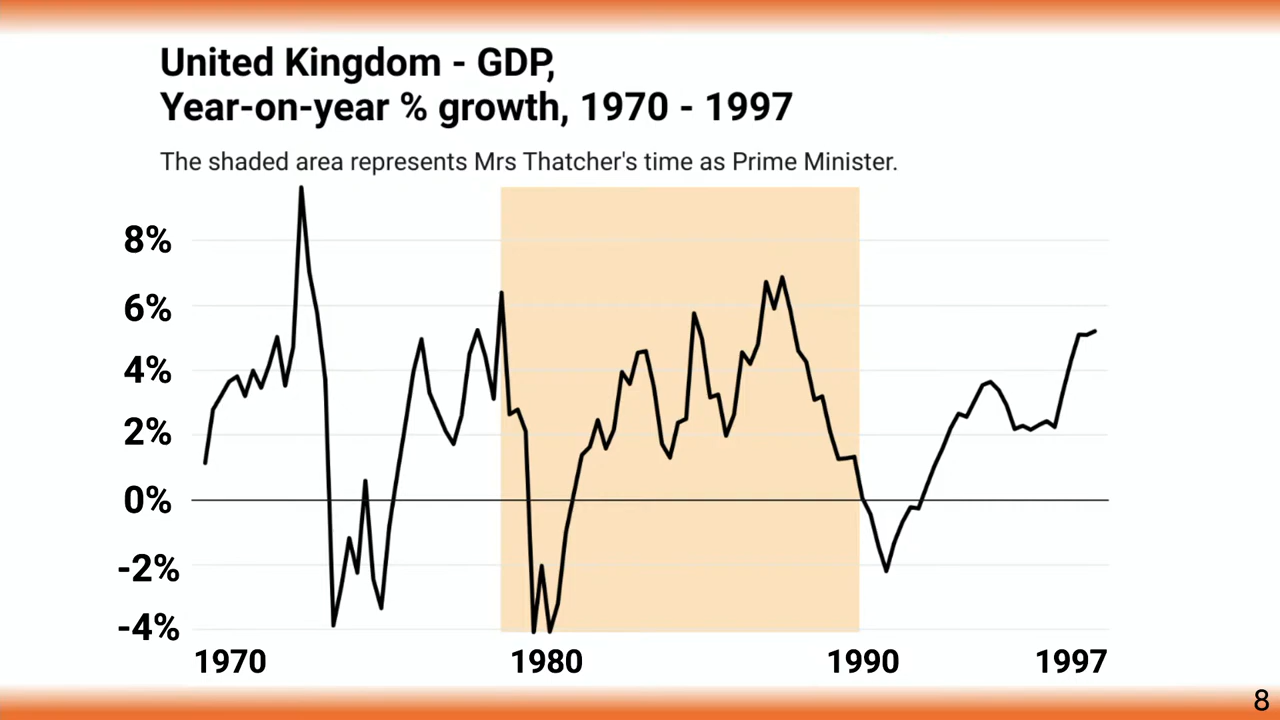 United Kingdom - GDP,
Year-on-year % growth, 1970 - 1997
The shaded area represents Mrs Thatcher's time as Prime Minister.
8%
6%
4%
2%
0%
-2%
-4%
1970 1980 1990 1997
8